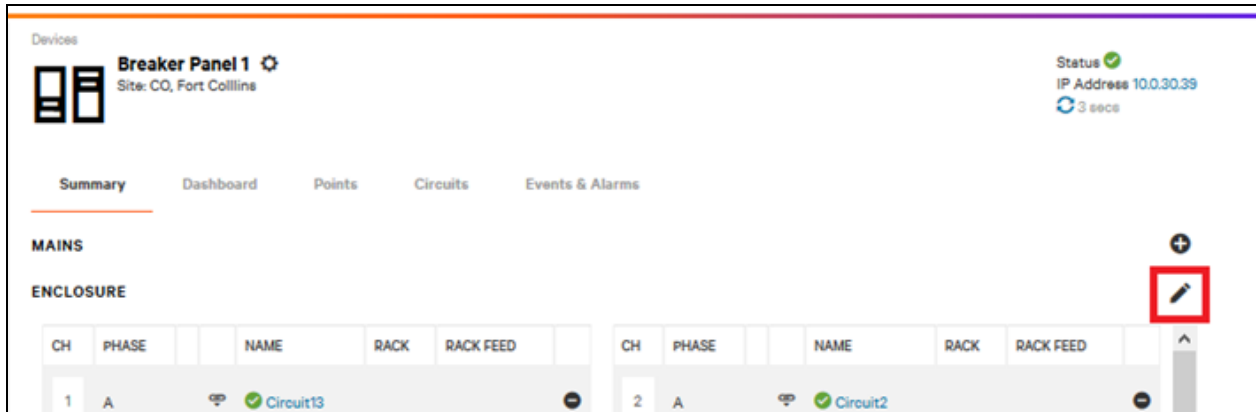 Devices
Breaker Panel 1
Site: CO, Fort Colllins
Status
IP Address 10.0.30.39
3 secs
Summary Dashboard Points Circuits Events & Alarms
MAINS
ENCLOSURE
CH PHASE NAME RACK RACK FEED CH PHASE NAME RACK RACK FEED
1 A Circuit13 2 A Circuit2